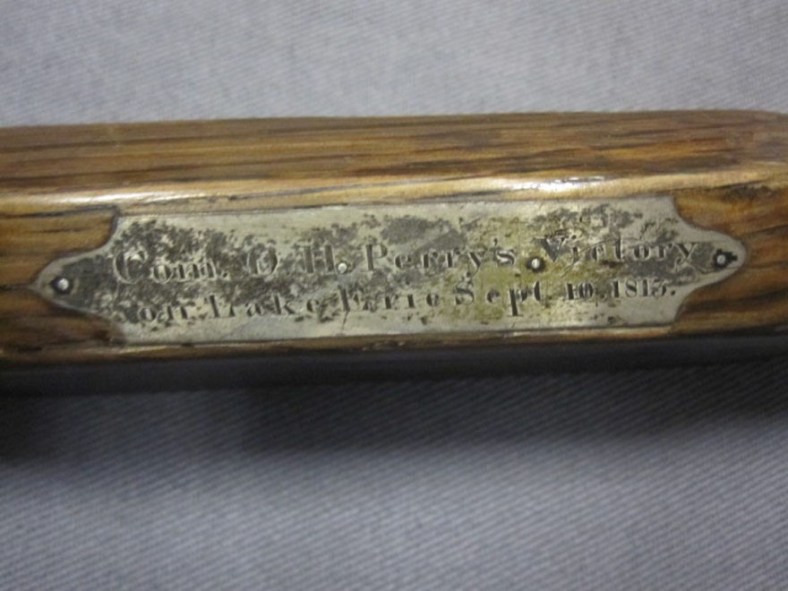 Com. O. H. Perry's Victory
on Lake Erie Sept. 10. 1813.